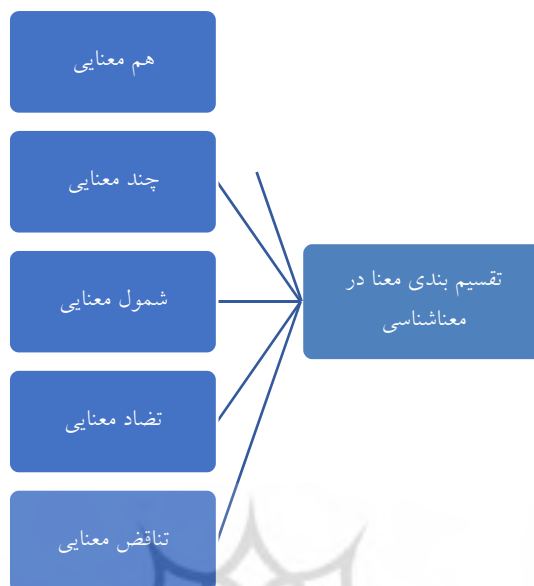 تقسیم بندی معنا در
معناشناسی
هم معنایی
چند معنایی
شمول معنایی
تضاد معنایی
تناقض معنایی